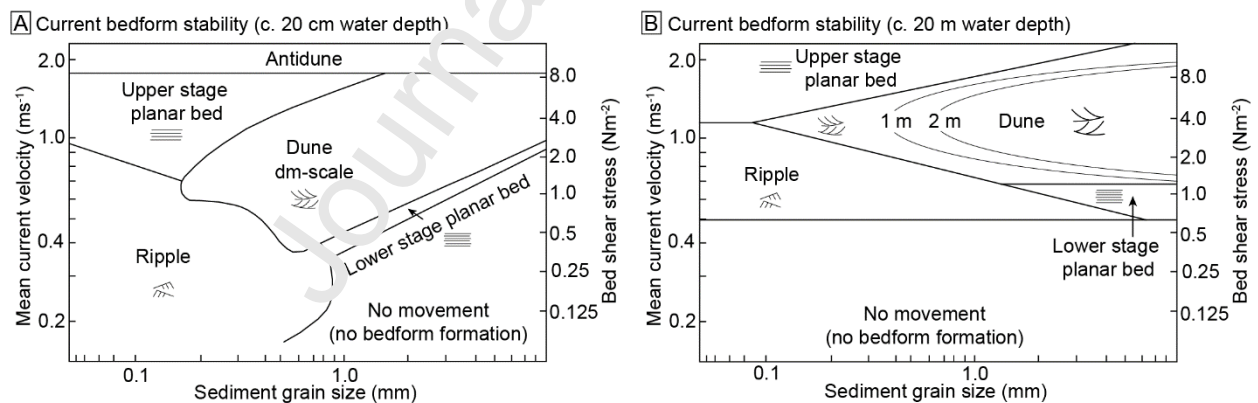 A Current bedform stability (c. 20 cm water depth)
Mean current velocity (ms-1)
2.0
1.0
0.4
0.2
Antidune
Upper stage
planar bed
Dune
dm-scale
Ripple
Lower stage planar bed
No movement
(no bedform formation)
8.0
4.0
2.0
1.0
0.5
0.25
0.125
Bed shear stress (Nm-2)
0.1
1.0
Sediment grain size (mm)
Journa
B Current bedform stability (c. 20 m water depth)
Mean current velocity (ms-1)
2.0
1.0
0.4
0.2
Upper stage
planar bed
1 m
2 m
Dune
Ripple
Lower stage
planar bed
No movement
(no bedform formation)
8.0
4.0
2.0
1.0
0.5
0.25
0.125
Bed shear stress (Nm-2)
0.1
1.0
Sediment grain size (mm)